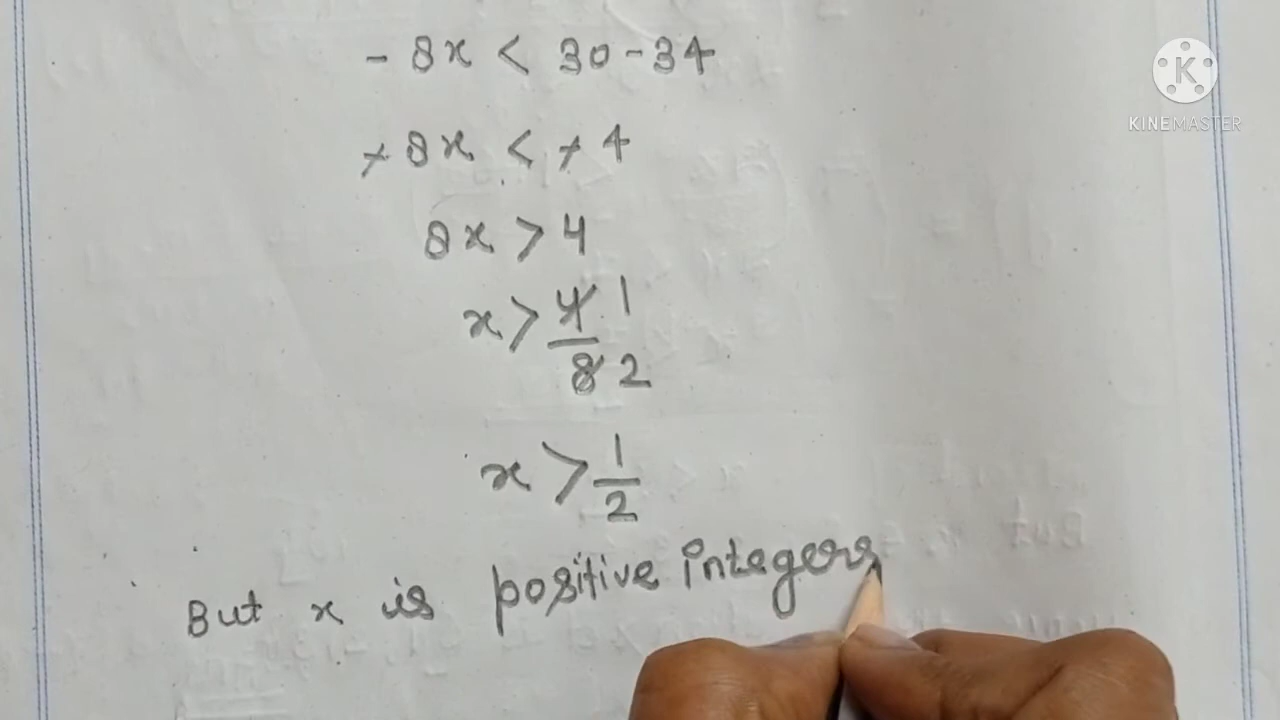 - 8x < 30-34
- 8x < - 4
8x > 4
x > 4/8 1/2
x > 1/2
But x is positive integers
K
KINEMASTER